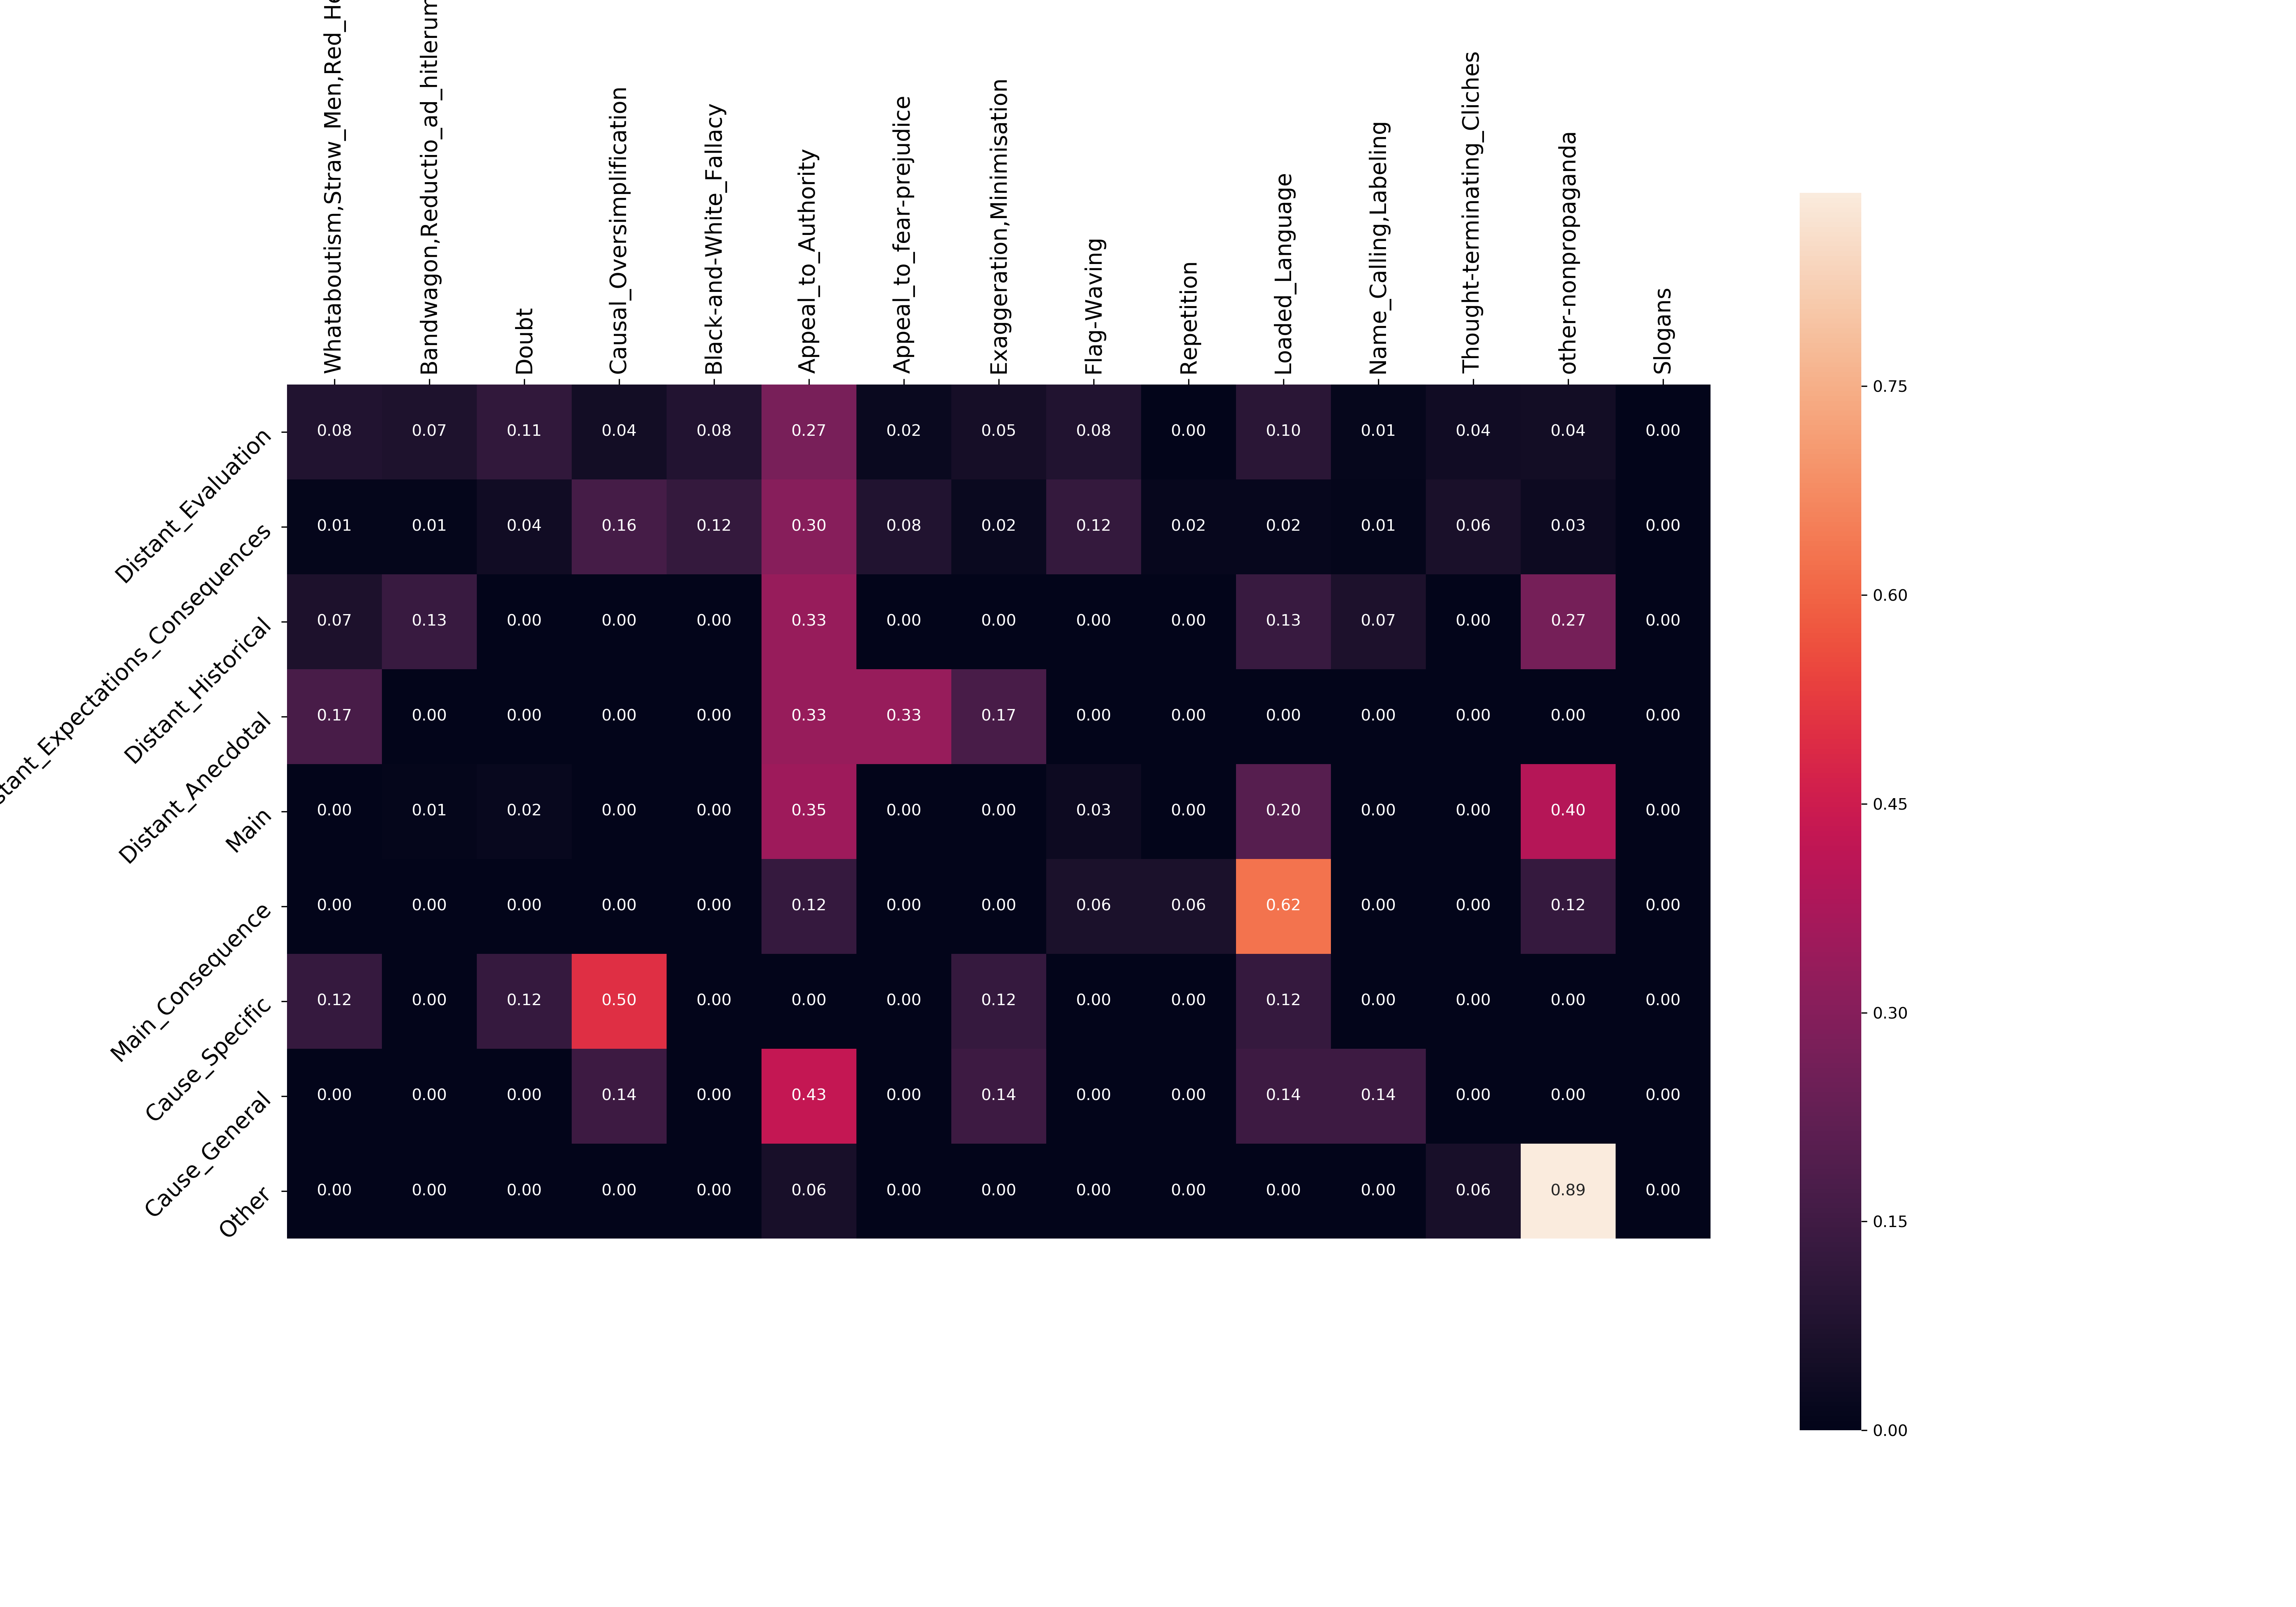 Whataboutism,Straw_Men,Red_He
Bandwagon,Reductio_ad_hitlerum
Doubt
Causal_Oversimplification
Black-and-White_Fallacy
Appeal_to_Authority
Appeal_to_fear-prejudice
Exaggeration,Minimisation
Flag-Waving
Repetition
Loaded_Language
Name_Calling,Labeling
Thought-terminating_Cliches
other-nonpropaganda
Slogans
Distant_Evaluation 0.08 0.07 0.11 0.04 0.08 0.27 0.02 0.05 0.08 0.00 0.10 0.01 0.04 0.04 0.00
stant_Expectations_Consequences 0.01 0.01 0.04 0.16 0.12 0.30 0.08 0.02 0.12 0.02 0.02 0.01 0.06 0.03 0.00
Distant_Historical 0.07 0.13 0.00 0.00 0.00 0.33 0.00 0.00 0.00 0.00 0.13 0.07 0.00 0.27 0.00
Distant_Anecdotal 0.17 0.00 0.00 0.00 0.00 0.33 0.33 0.17 0.00 0.00 0.00 0.00 0.00 0.00 0.00
Main 0.00 0.01 0.02 0.00 0.00 0.35 0.00 0.00 0.03 0.00 0.20 0.00 0.00 0.40 0.00
Main_Consequence 0.00 0.00 0.00 0.00 0.00 0.12 0.00 0.00 0.06 0.06 0.62 0.00 0.00 0.12 0.00
Cause_Specific 0.12 0.00 0.12 0.50 0.00 0.00 0.00 0.12 0.00 0.00 0.12 0.00 0.00 0.00 0.00
Cause_General 0.00 0.00 0.00 0.14 0.00 0.43 0.00 0.14 0.00 0.00 0.14 0.14 0.00 0.00 0.00
Other 0.00 0.00 0.00 0.00 0.00 0.06 0.00 0.00 0.00 0.00 0.00 0.00 0.06 0.89 0.00
0.75
0.60
0.45
0.30
0.15
0.00